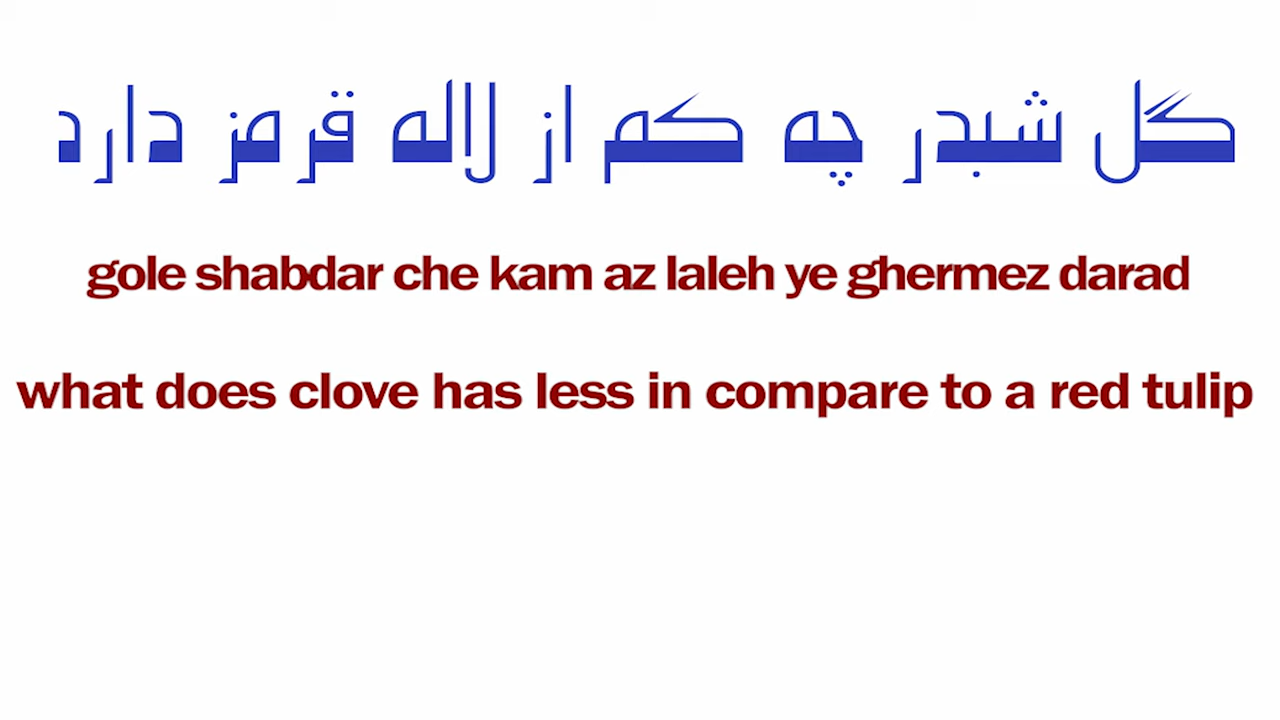 گل شبدر چه کم از لاله قرمز دارد
gole shabdar che kam az laleh ye ghermez darad
what does clove has less in compare to a red tulip